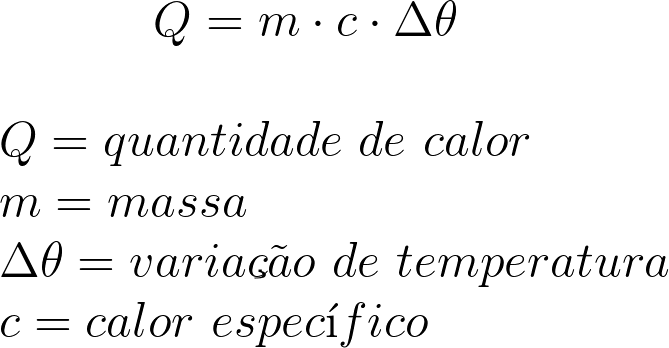 Q = m · c · Δθ
Q = quantidade de calor
m = massa
Δθ = variação de temperatura
c = calor específico